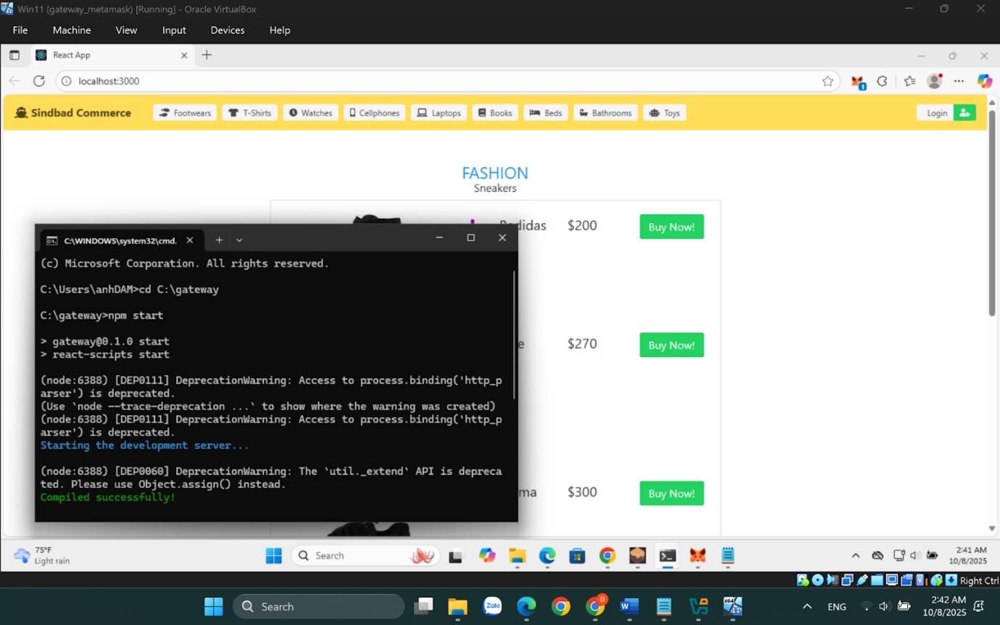 Win11 (gateway_metamask) [Running] - Oracle VirtualBox
File Machine View Input Devices Help
React App
localhost:3000
1
Sindbad Commerce Footwears T-Shirts Watches Cellphones Laptops Books Beds Bathrooms Toys Login
FASHION
Sneakers
$200 Buy Now!
$270 Buy Now!
$300 Buy Now!
C:\WINDOWS\system32\cmd.
(c) Microsoft Corporation. All rights reserved.
C:\Users\anhDAM>cd C:\gateway
C:\gateway>npm start
> gateway@0.1.0 start
> react-scripts start
(node:6388) [DEP0111] DeprecationWarning: Access to process.binding('http_p
arser') is deprecated.
(Use `node --trace-deprecation ...` to show where the warning was created)
(node:6388) [DEP0111] DeprecationWarning: Access to process.binding('http_p
arser') is deprecated.
Starting the development server...
(node:6388) [DEP0060] DeprecationWarning: The `util._extend` API is depreca
ted. Please use Object.assign() instead.
Compiled successfully!
75°F
Light rain
Search
2:41 AM
10/8/2025
Right Ctrl
Search
Zalo
D
ENG
2:42 AM
10/8/2025